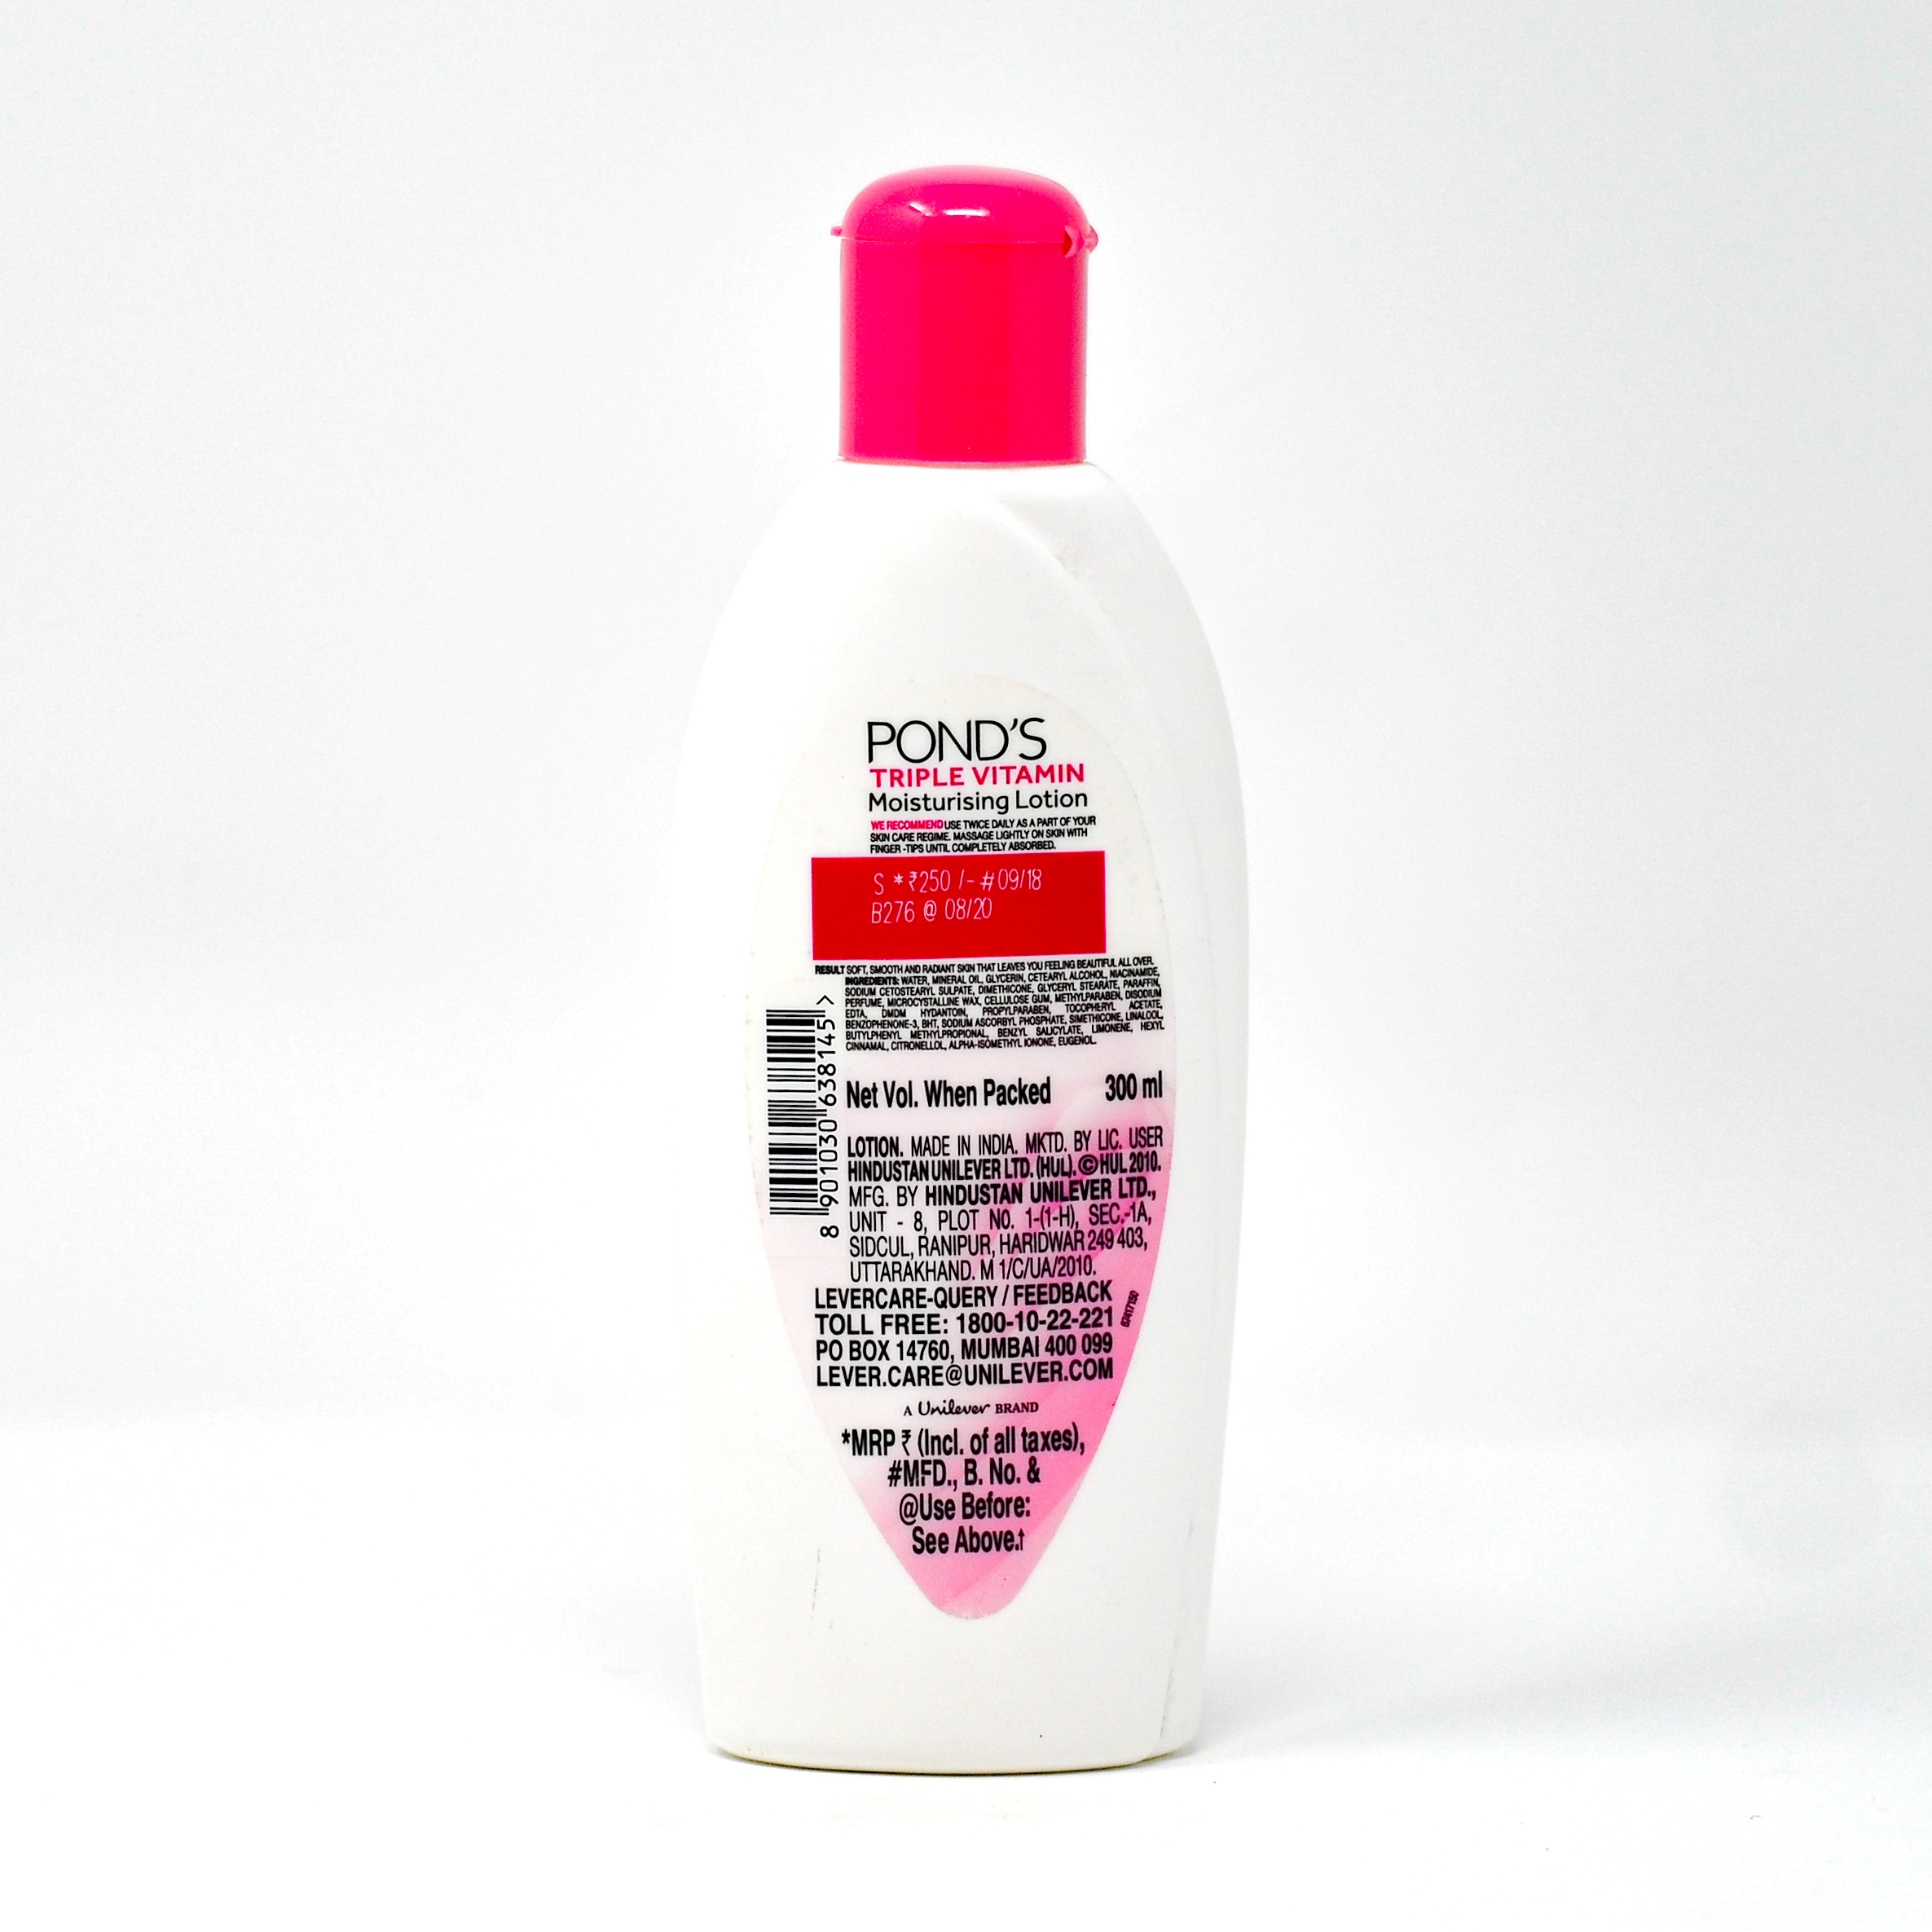 POND'S
TRIPLE VITAMIN
Moisturising Lotion
WE RECOMMEND USE TWICE DAILY AS A PART OF YOUR
SKIN CARE REGIME. MASSAGE LIGHTLY ON SKIN WITH
FINGER -TIPS UNTIL COMPLETELY ABSORBED.
S *₹250 /- #09/18
B276 @ 08/20
RESULT SOFT, SMOOTH AND RADIANT SKIN THAT LEAVES YOU FEELING BEAUTIFUL ALL OVER.
INGREDIENTS: WATER, MINERAL OIL, GLYCERIN, CETEARYL ALCOHOL, NIACINAMIDE,
SODIUM CETOSTEARYL SULPATE, DIMETHICONE, GLYCERYL STEARATE, PARAFFIN,
PERFUME, MICROCYSTALLINE WAX, CELLULOSE GUM, METHYLPARABEN, DISODIUM
EDTA, DMDM HYDANTOIN, PROPYLPARABEN, TOCOPHERYL ACETATE,
BENZOPHENONE-3, BHT, SODIUM ASCORBYL PHOSPHATE, SIMETHICONE, LINALOOL,
BUTYLPHENYL METHYLPROPIONAL, BENZYL SALICYLATE, LIMONENE, HEXYL
CINNAMAL, CITRONELLOL, ALPHA-ISOMETHYL IONONE, EUGENOL.
8 901030 638145 >
Net Vol. When Packed 300 ml
LOTION. MADE IN INDIA. MKTD. BY LIC. USER
HINDUSTAN UNILEVER LTD. (HUL). © HUL 2010.
MFG. BY HINDUSTAN UNILEVER LTD.,
UNIT - 8, PLOT NO. 1-(1-H), SEC.-1A,
SIDCUL, RANIPUR, HARIDWAR 249 403,
UTTARAKHAND. M 1/C/UA/2010.
LEVERCARE-QUERY / FEEDBACK
TOLL FREE: 1800-10-22-221
PO BOX 14760, MUMBAI 400 099
LEVER.CARE@UNILEVER.COM
67417150
A Unilever BRAND
*MRP ₹ (Incl. of all taxes),
#MFD., B. No. &
@Use Before:
See Above.↑